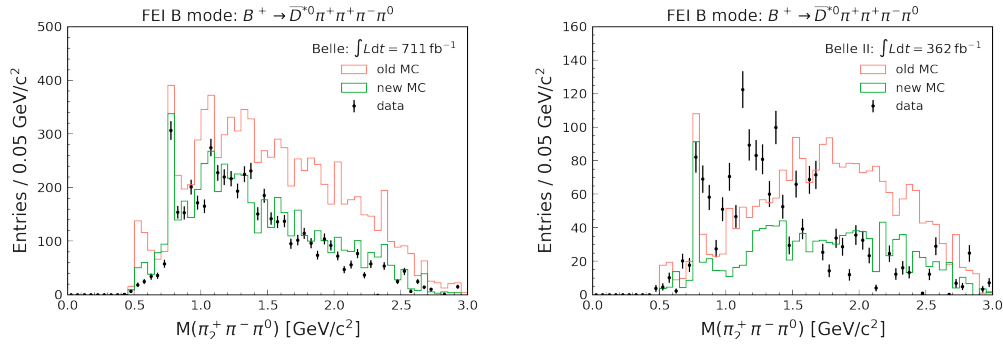 FEI B mode: B⁺ → D̅*⁰π⁺π⁺π⁻π⁰
Entries / 0.05 GeV/c²
500
400
300
200
100
0
Belle: ∫Ldt = 711 fb⁻¹
old MC
new MC
data
0.0 0.5 1.0 1.5 2.0 2.5 3.0
M(π₂⁺π⁻π⁰) [GeV/c²]
FEI B mode: B⁺ → D̅*⁰π⁺π⁺π⁻π⁰
Entries / 0.05 GeV/c²
160
140
120
100
80
60
40
20
0
Belle II: ∫Ldt = 362 fb⁻¹
old MC
new MC
data
0.0 0.5 1.0 1.5 2.0 2.5 3.0
M(π₂⁺π⁻π⁰) [GeV/c²]